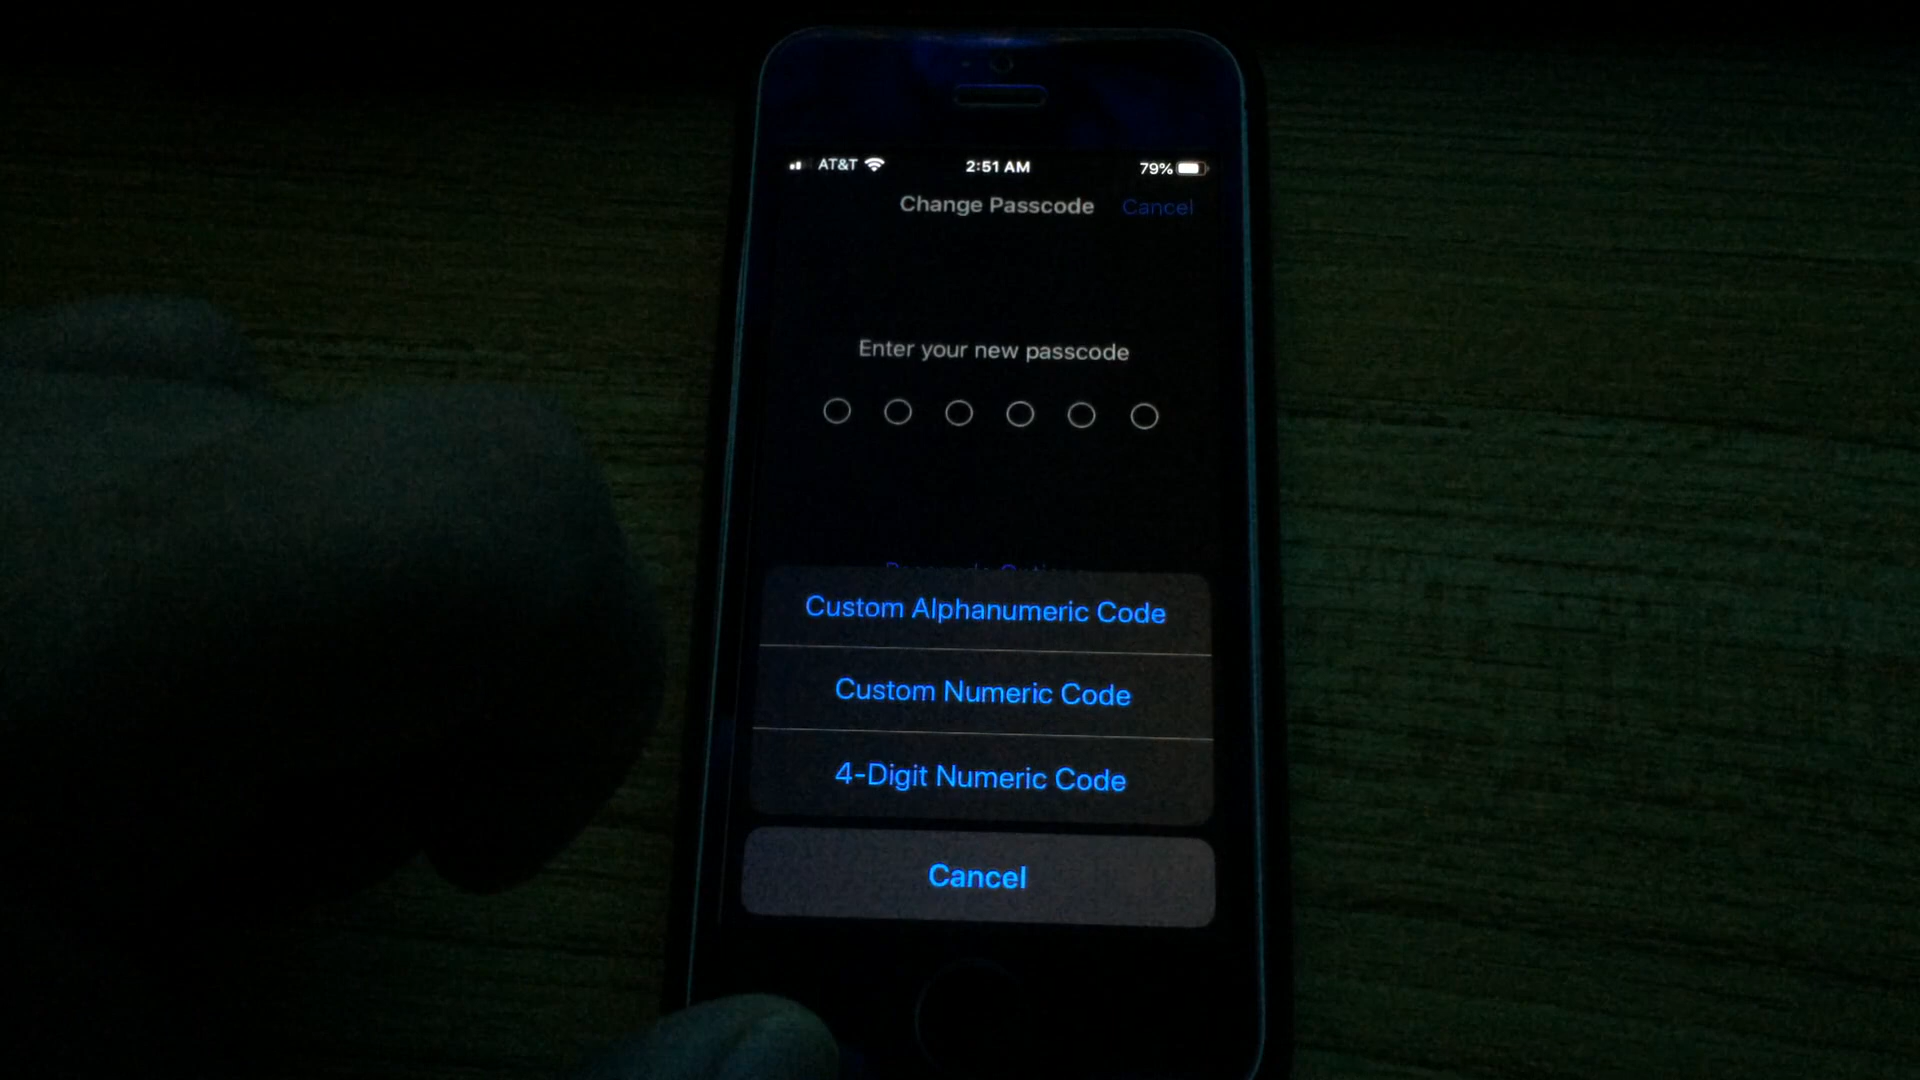 AT&T 2:51 AM 79%
Change Passcode Cancel
Enter your new passcode
Custom Alphanumeric Code
Custom Numeric Code
4-Digit Numeric Code
Cancel